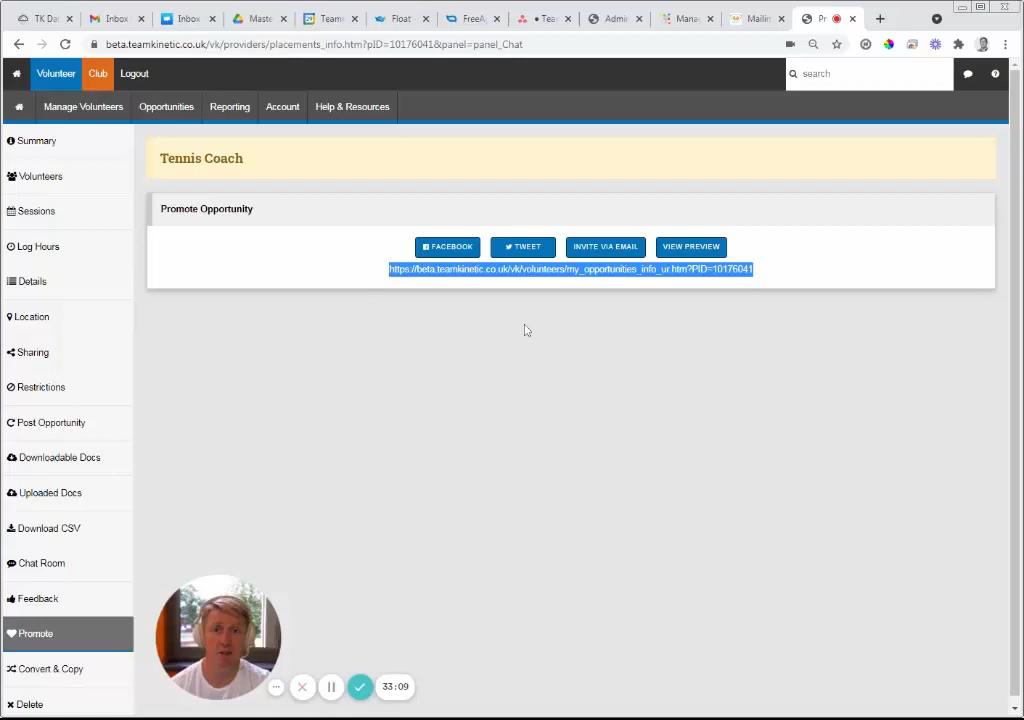 TK Da
Inbox
Inbox
Maste
Team
Float
FreeA
• Tea
Admi
Mana
Mailin
Pr
beta.teamkinetic.co.uk/vk/providers/placements_info.htm?pID=10176041&panel=panel_Chat
Volunteer
Club
Logout
search
Manage Volunteers
Opportunities
Reporting
Account
Help & Resources
Summary
Volunteers
Sessions
Log Hours
Details
Location
Sharing
Restrictions
Post Opportunity
Downloadable Docs
Uploaded Docs
Download CSV
Chat Room
Feedback
Promote
Convert & Copy
Delete
Tennis Coach
Promote Opportunity
FACEBOOK
TWEET
INVITE VIA EMAIL
VIEW PREVIEW
https://beta.teamkinetic.co.uk/vk/volunteers/my_opportunities_info_ur.htm?PID=10176041
33:09